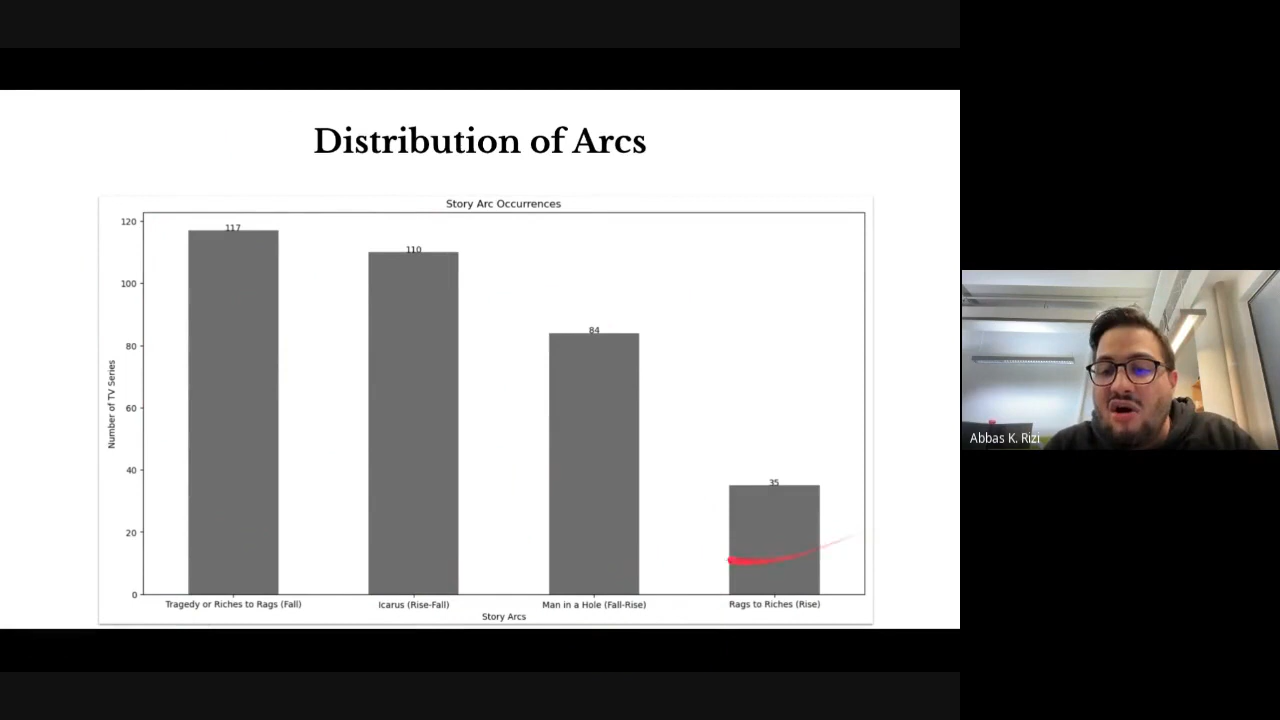 Distribution of Arcs
Story Arc Occurrences
120
100
80
60
40
20
0
Number of TV Series
117
110
84
35
Tragedy or Riches to Rags (Fall)
Icarus (Rise-Fall)
Man in a Hole (Fall-Rise)
Rags to Riches (Rise)
Story Arcs
Abbas K. Rizi